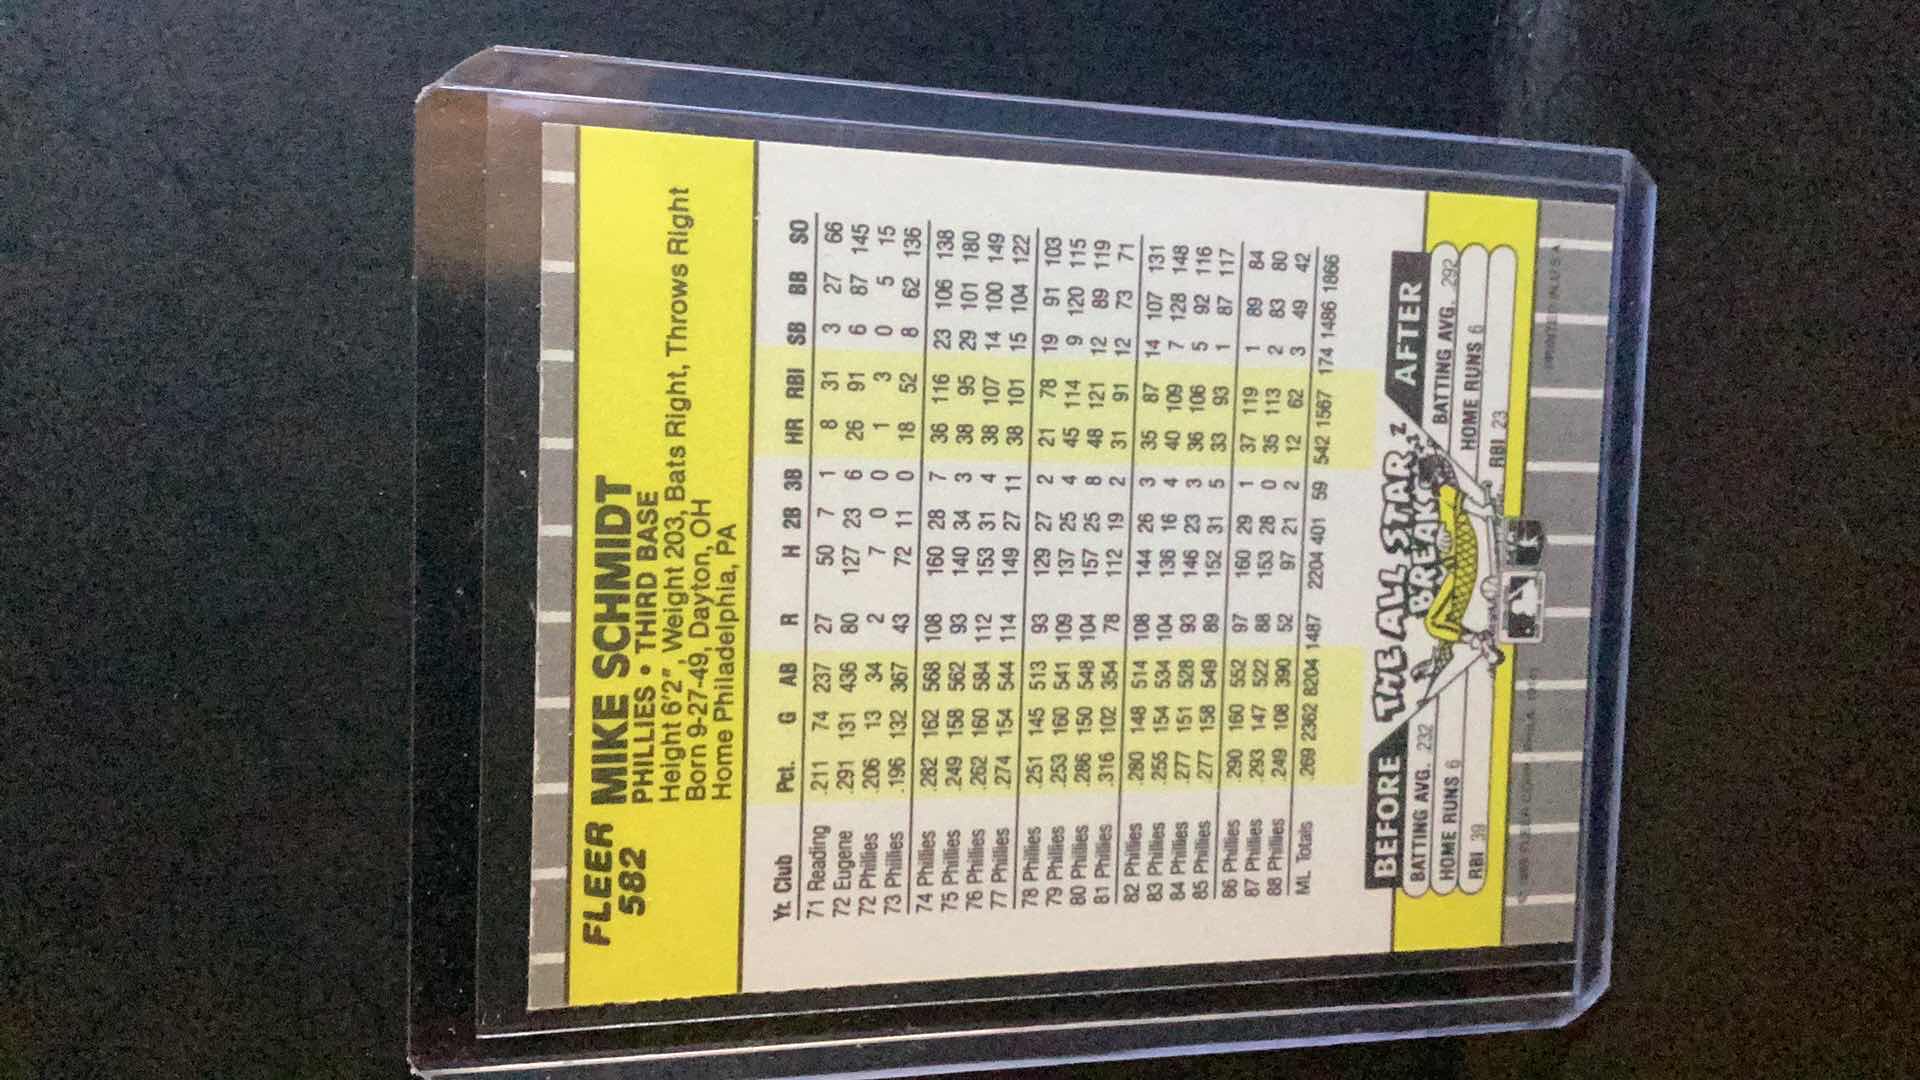 FLEER MIKE SCHMIDT
582 PHILLIES • THIRD BASE
Height 6'2", Weight 203, Bats Right, Throws Right
Born 9-27-49, Dayton, OH
Home Philadelphia, PA
Yr. Club Pct. G AB R H 2B 3B HR RBI SB BB SO
71 Reading .211 74 237 27 50 7 1 8 31 3 27 66
72 Eugene .291 131 436 80 127 23 6 26 91 6 87 145
72 Phillies .206 13 34 2 7 0 0 1 3 0 5 15
73 Phillies .196 132 367 43 72 11 0 18 52 8 62 136
74 Phillies .282 162 568 108 160 28 7 36 116 23 106 138
75 Phillies .249 158 562 93 140 34 3 38 95 29 101 180
76 Phillies .262 160 584 112 153 31 4 38 107 14 100 149
77 Phillies .274 154 544 114 149 27 11 38 101 15 104 122
78 Phillies .251 145 513 93 129 27 2 21 78 19 91 103
79 Phillies .253 160 541 109 137 25 4 45 114 9 120 115
80 Phillies .286 150 548 104 157 25 8 48 121 12 89 119
81 Phillies .316 102 354 78 112 19 2 31 91 12 73 71
82 Phillies .280 148 514 108 144 26 3 35 87 14 107 131
83 Phillies .255 154 534 104 136 16 4 40 109 7 128 148
84 Phillies .277 151 528 93 146 23 3 36 106 5 92 116
85 Phillies .277 158 549 89 152 31 5 33 93 1 87 117
86 Phillies .290 160 552 97 160 29 1 37 119 1 89 84
87 Phillies .293 147 522 88 153 28 0 35 113 2 83 80
88 Phillies .249 108 390 52 97 21 2 12 62 3 49 42
ML Totals .269 2362 8204 1487 2204 401 59 542 1567 174 1486 1866
BEFORE THE ALL STAR BREAK AFTER
BATTING AVG. .232 BATTING AVG. .292
HOME RUNS 6 HOME RUNS 6
RBI 39 RBI 23